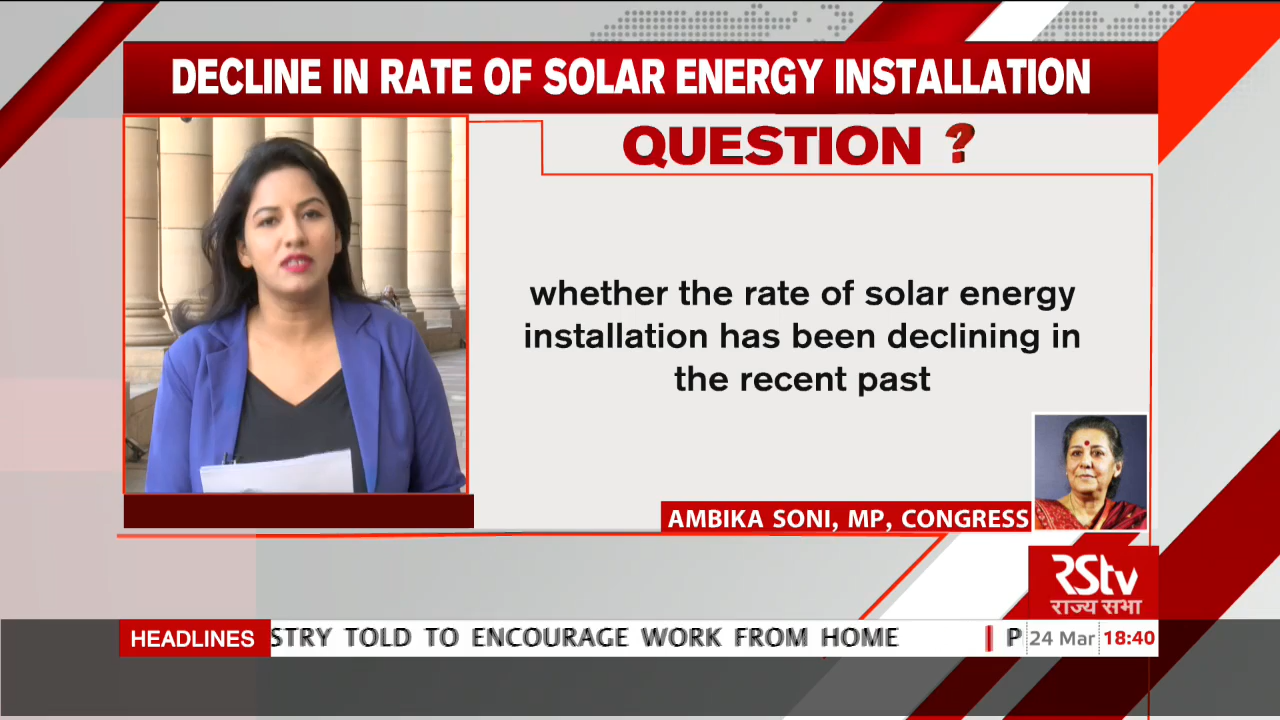 DECLINE IN RATE OF SOLAR ENERGY INSTALLATION
QUESTION ?
whether the rate of solar energy
installation has been declining in
the recent past
AMBIKA SONI, MP, CONGRESS
RSTV
राज्य सभा
HEADLINES
STRY TOLD TO ENCOURAGE WORK FROM HOME | P
24 Mar 18:40